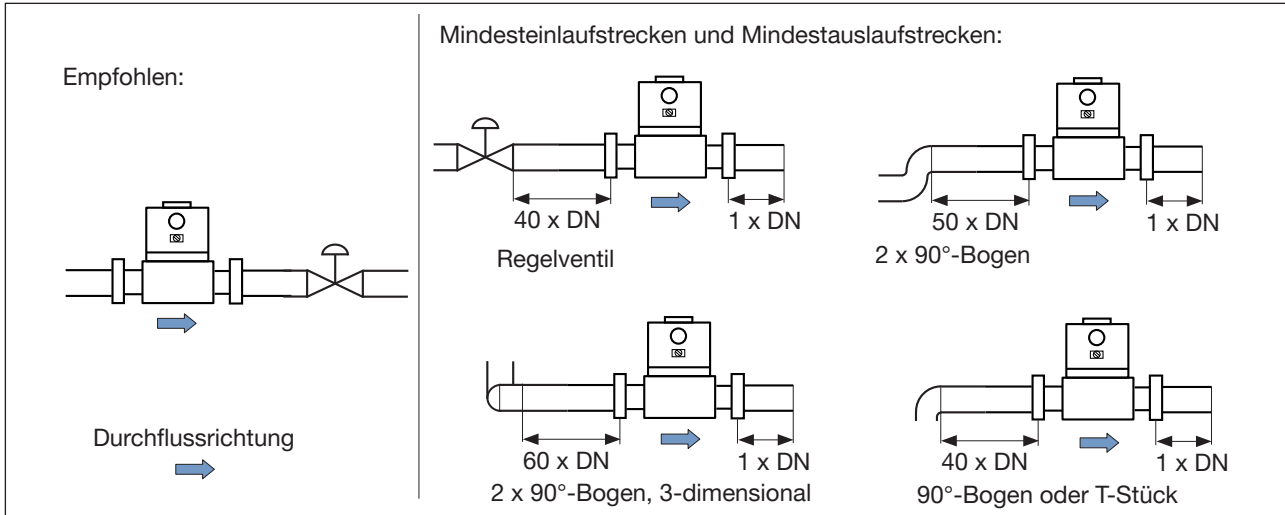 Empfohlen:
Durchflussrichtung
Mindesteinlaufstrecken und Mindestauslaufstrecken:
40 x DN
1 x DN
Regelventil
50 x DN
1 x DN
2 x 90°-Bogen
60 x DN
1 x DN
2 x 90°-Bogen, 3-dimensional
40 x DN
1 x DN
90°-Bogen oder T-Stück